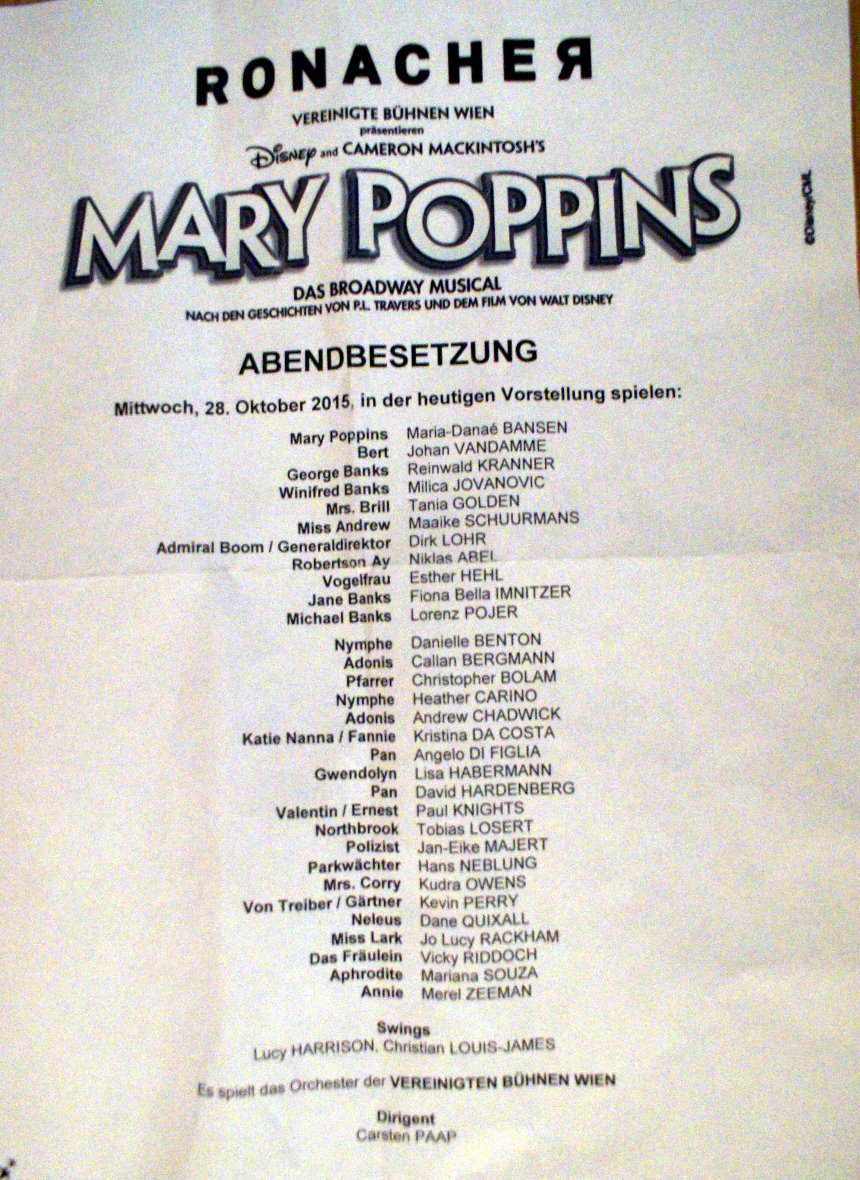 RONACHER
VEREINIGTE BÜHNEN WIEN
präsentieren
Disney and CAMERON MACKINTOSH'S
MARY POPPINS
©Disney/CML
DAS BROADWAY MUSICAL
NACH DEN GESCHICHTEN VON P.L. TRAVERS UND DEM FILM VON WALT DISNEY
ABENDBESETZUNG
Mittwoch, 28. Oktober 2015, in der heutigen Vorstellung spielen:
Mary Poppins Maria-Danaé BANSEN
Bert Johan VANDAMME
George Banks Reinwald KRANNER
Winifred Banks Milica JOVANOVIC
Mrs. Brill Tania GOLDEN
Miss Andrew Maaike SCHUURMANS
Admiral Boom / Generaldirektor Dirk LOHR
Robertson Ay Niklas ABEL
Vogelfrau Esther HEHL
Jane Banks Fiona Bella IMNITZER
Michael Banks Lorenz POJER
Nymphe Danielle BENTON
Adonis Callan BERGMANN
Pfarrer Christopher BOLAM
Nymphe Heather CARINO
Adonis Andrew CHADWICK
Katie Nanna / Fannie Kristina DA COSTA
Pan Angelo DI FIGLIA
Gwendolyn Lisa HABERMANN
Pan David HARDENBERG
Valentin / Ernest Paul KNIGHTS
Northbrook Tobias LOSERT
Polizist Jan-Eike MAJERT
Parkwächter Hans NEBLUNG
Mrs. Corry Kudra OWENS
Von Treiber / Gärtner Kevin PERRY
Neleus Dane QUIXALL
Miss Lark Jo Lucy RACKHAM
Das Fräulein Vicky RIDDOCH
Aphrodite Mariana SOUZA
Annie Merel ZEEMAN
Swings
Lucy HARRISON, Christian LOUIS-JAMES
Es spielt das Orchester der VEREINIGTEN BÜHNEN WIEN
Dirigent
Carsten PAAP